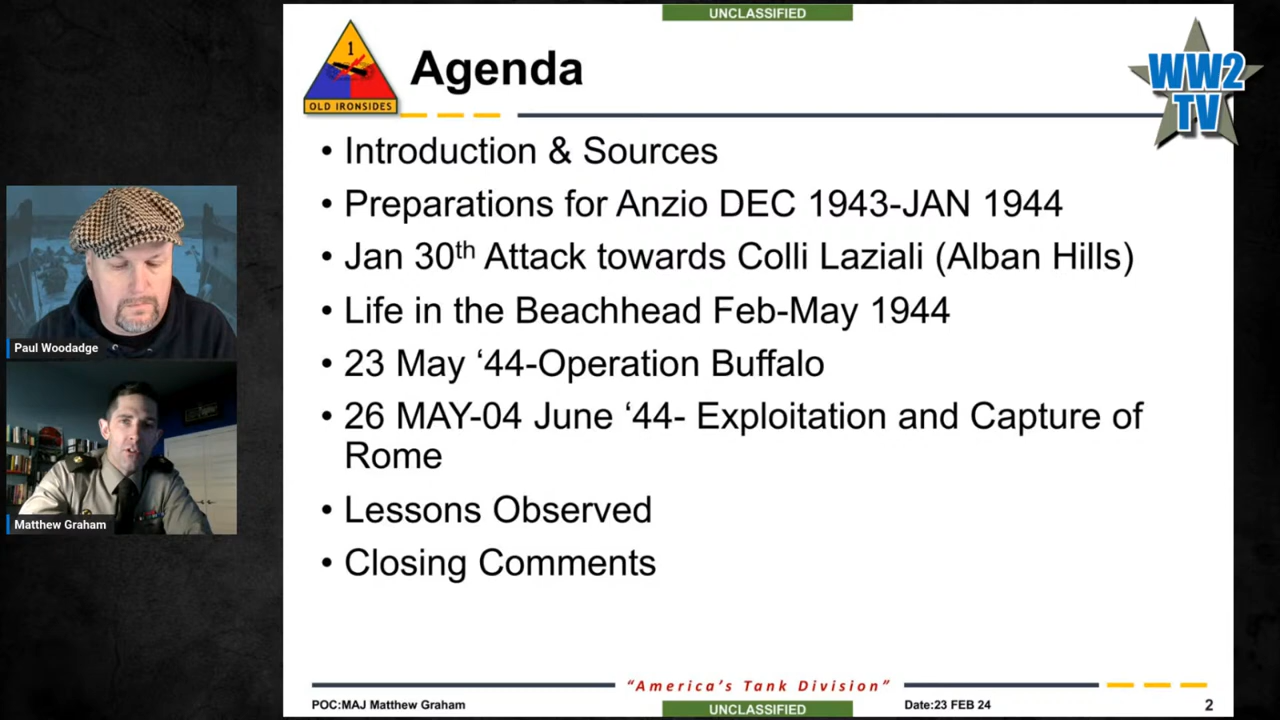 UNCLASSIFIED
1
OLD IRONSIDES
Agenda
WW2
TV
• Introduction & Sources
• Preparations for Anzio DEC 1943-JAN 1944
• Jan 30th Attack towards Colli Laziali (Alban Hills)
• Life in the Beachhead Feb-May 1944
• 23 May ‘44-Operation Buffalo
• 26 MAY-04 June ‘44- Exploitation and Capture of
Rome
• Lessons Observed
• Closing Comments
Paul Woodadge
Matthew Graham
“America’s Tank Division”
POC:MAJ Matthew Graham
UNCLASSIFIED
Date:23 FEB 24
2